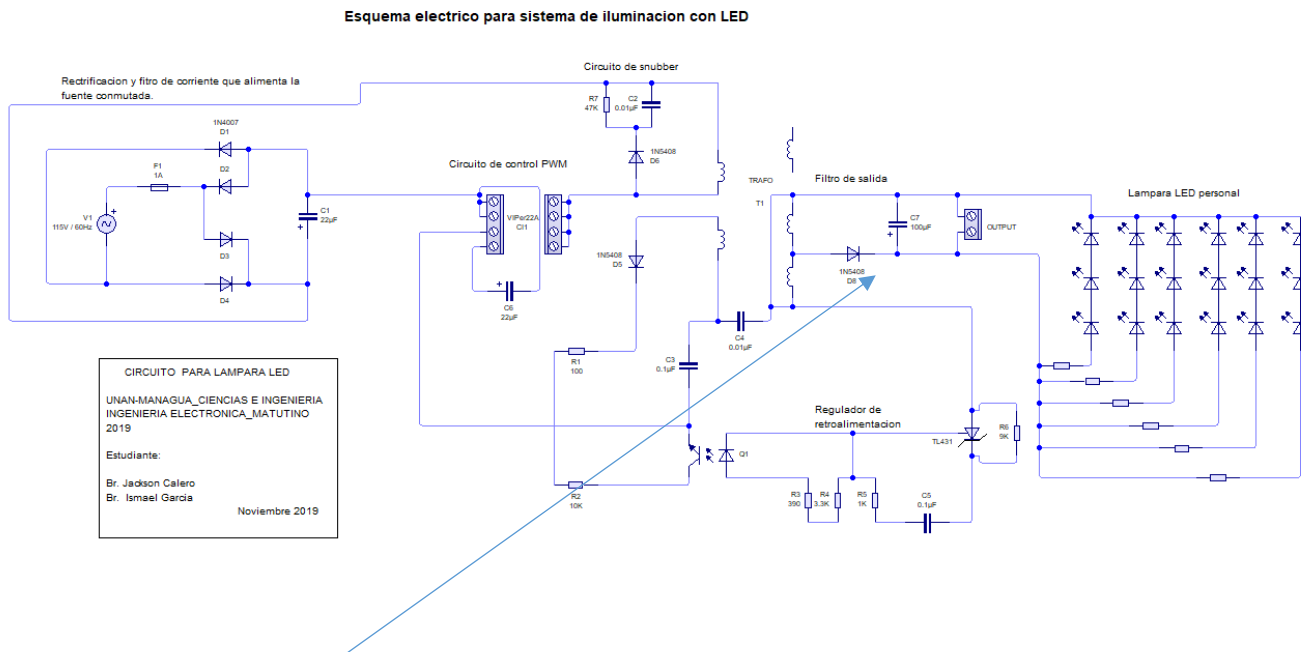 Esquema electrico para sistema de iluminacion con LED
Rectificacion y fitro de corriente que alimenta la
fuente conmutada.
Circuito de snubber
R7
47K
C2
0.01µF
1N5408
D6
1N4007
D1
D2
F1
1A
V1
115V / 60Hz
D3
D4
C1
22µF
Circuito de control PWM
VIPer22A
CI1
C6
22µF
1N5408
D5
TRAFO
T1
Filtro de salida
C7
100µF
OUTPUT
1N5408
D8
Lampara LED personal
C4
0.01µF
C3
0.1µF
R1
100
R2
10K
Q1
Regulador de
retroalimentacion
TL431
R6
9K
R3
390
R4
3.3K
R5
1K
C5
0.1µF
CIRCUITO PARA LAMPARA LED
UNAN-MANAGUA_CIENCIAS E INGENIERIA
INGENIERIA ELECTRONICA_MATUTINO
2019
Estudiante:
Br. Jackson Calero
Br. Ismael Garcia
Noviembre 2019